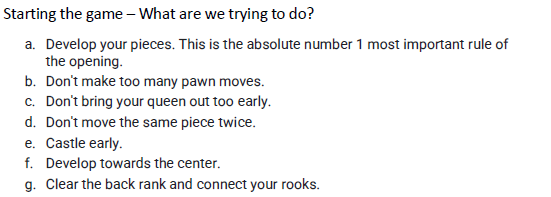 Starting the game – What are we trying to do?
a. Develop your pieces. This is the absolute number 1 most important rule of
the opening.
b. Don't make too many pawn moves.
c. Don't bring your queen out too early.
d. Don't move the same piece twice.
e. Castle early.
f. Develop towards the center.
g. Clear the back rank and connect your rooks.